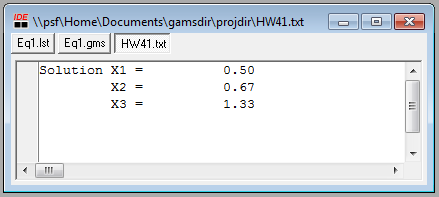 IDE \\psf\Home\Documents\gamsdir\projdir\HW41.txt
Eq1.lst Eq1.gms HW41.txt
Solution X1 = 0.50
X2 = 0.67
X3 = 1.33